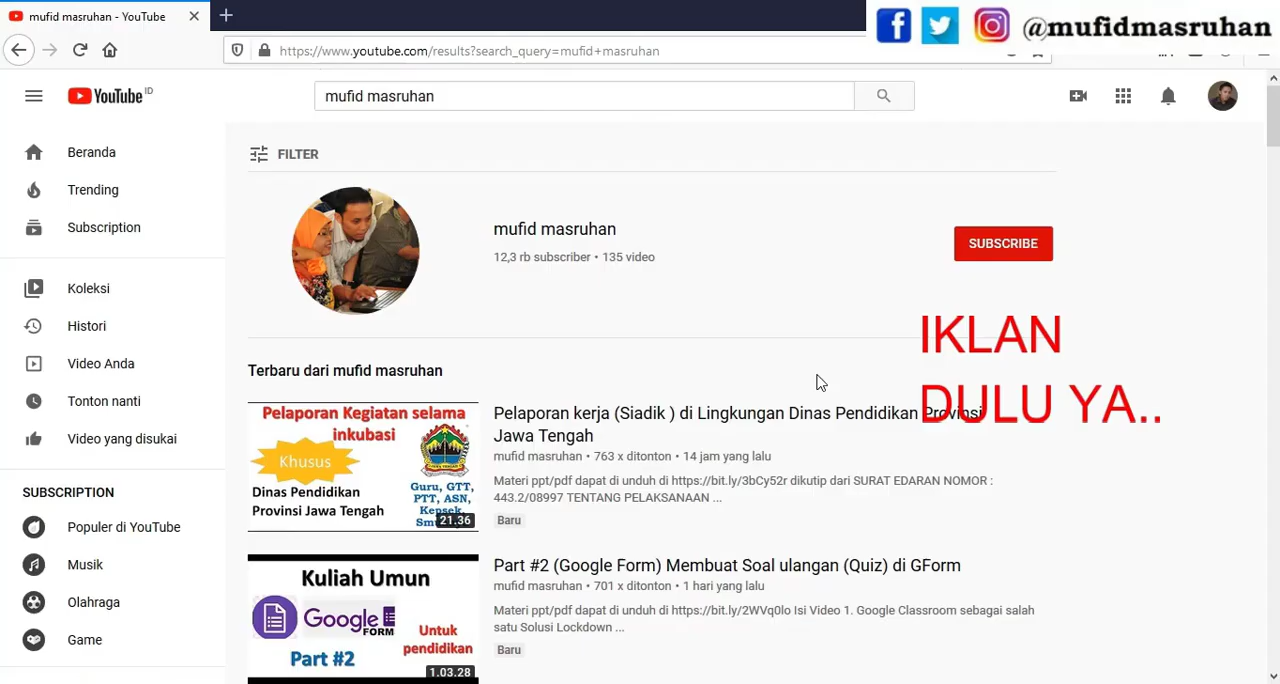 mufid masruhan - YouTube
@mufidmasruhan
https://www.youtube.com/results?search_query=mufid+masruhan
YouTube ID
mufid masruhan
Beranda
Trending
Subscription
Koleksi
Histori
Video Anda
Tonton nanti
Video yang disukai
SUBSCRIPTION
Populer di YouTube
Musik
Olahraga
Game
FILTER
mufid masruhan
12,3 rb subscriber • 135 video
SUBSCRIBE
IKLAN
DULU YA..
Terbaru dari mufid masruhan
Pelaporan Kegiatan selama
inkubasi
Khusus
Dinas Pendidikan
Provinsi Jawa Tengah
Guru, GTT,
PTT, ASN,
Kepsek,
21.36
Pelaporan kerja (Siadik ) di Lingkungan Dinas Pendidikan Provinsi
Jawa Tengah
mufid masruhan • 763 x ditonton • 14 jam yang lalu
Materi ppt/pdf dapat di unduh di https://bit.ly/3bCy52r dikutip dari SURAT EDARAN NOMOR :
443.2/08997 TENTANG PELAKSANAAN ...
Baru
Kuliah Umun
Google
FORM
Untuk
pendidikan
Part #2
1.03.28
Part #2 (Google Form) Membuat Soal ulangan (Quiz) di GForm
mufid masruhan • 701 x ditonton • 1 hari yang lalu
Materi ppt/pdf dapat di unduh di https://bit.ly/2WVq0lo Isi Video 1. Google Classroom sebagai salah
satu Solusi Lockdown ...
Baru